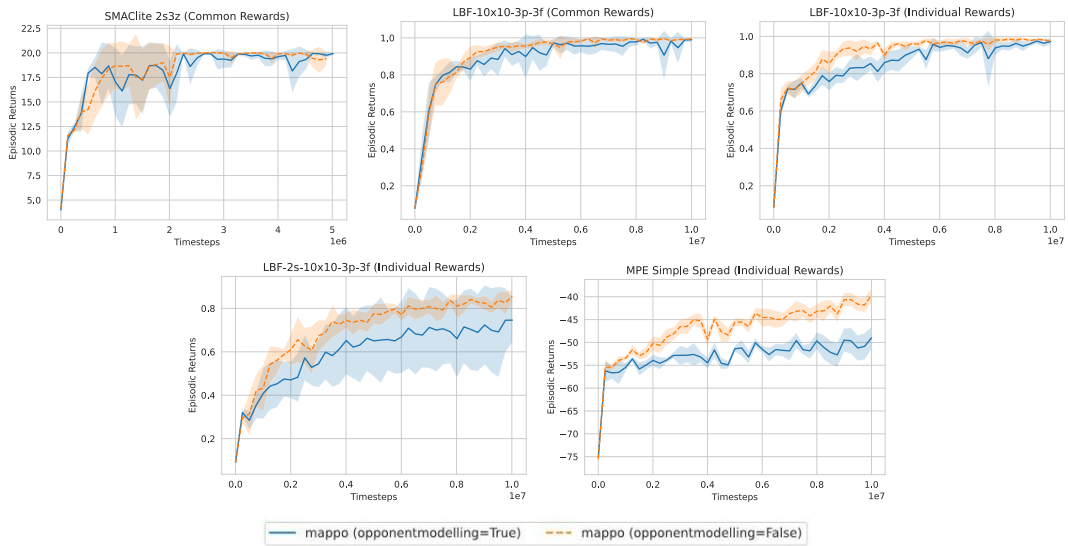 SMAClite 2s3z (Common Rewards)
22.5
20.0
17.5
15.0
12.5
10.0
7.5
5.0
Episodic Returns
0 1 2 3 4 5
Timesteps
1e6
LBF-10x10-3p-3f (Common Rewards)
1.0
0.8
0.6
0.4
0.2
Episodic Returns
0.0 0.2 0.4 0.6 0.8 1.0
Timesteps
1e7
LBF-10x10-3p-3f (Individual Rewards)
1.0
0.8
0.6
0.4
0.2
Episodic Returns
0.0 0.2 0.4 0.6 0.8 1.0
Timesteps
1e7
LBF-2s-10x10-3p-3f (Individual Rewards)
0.8
0.6
0.4
0.2
Episodic Returns
0.0 0.2 0.4 0.6 0.8 1.0
Timesteps
1e7
MPE Simple Spread (Individual Rewards)
−40
−45
−50
−55
−60
−65
−70
−75
Episodic Returns
0.0 0.2 0.4 0.6 0.8 1.0
Timesteps
1e7
mappo (opponentmodelling=True) mappo (opponentmodelling=False)